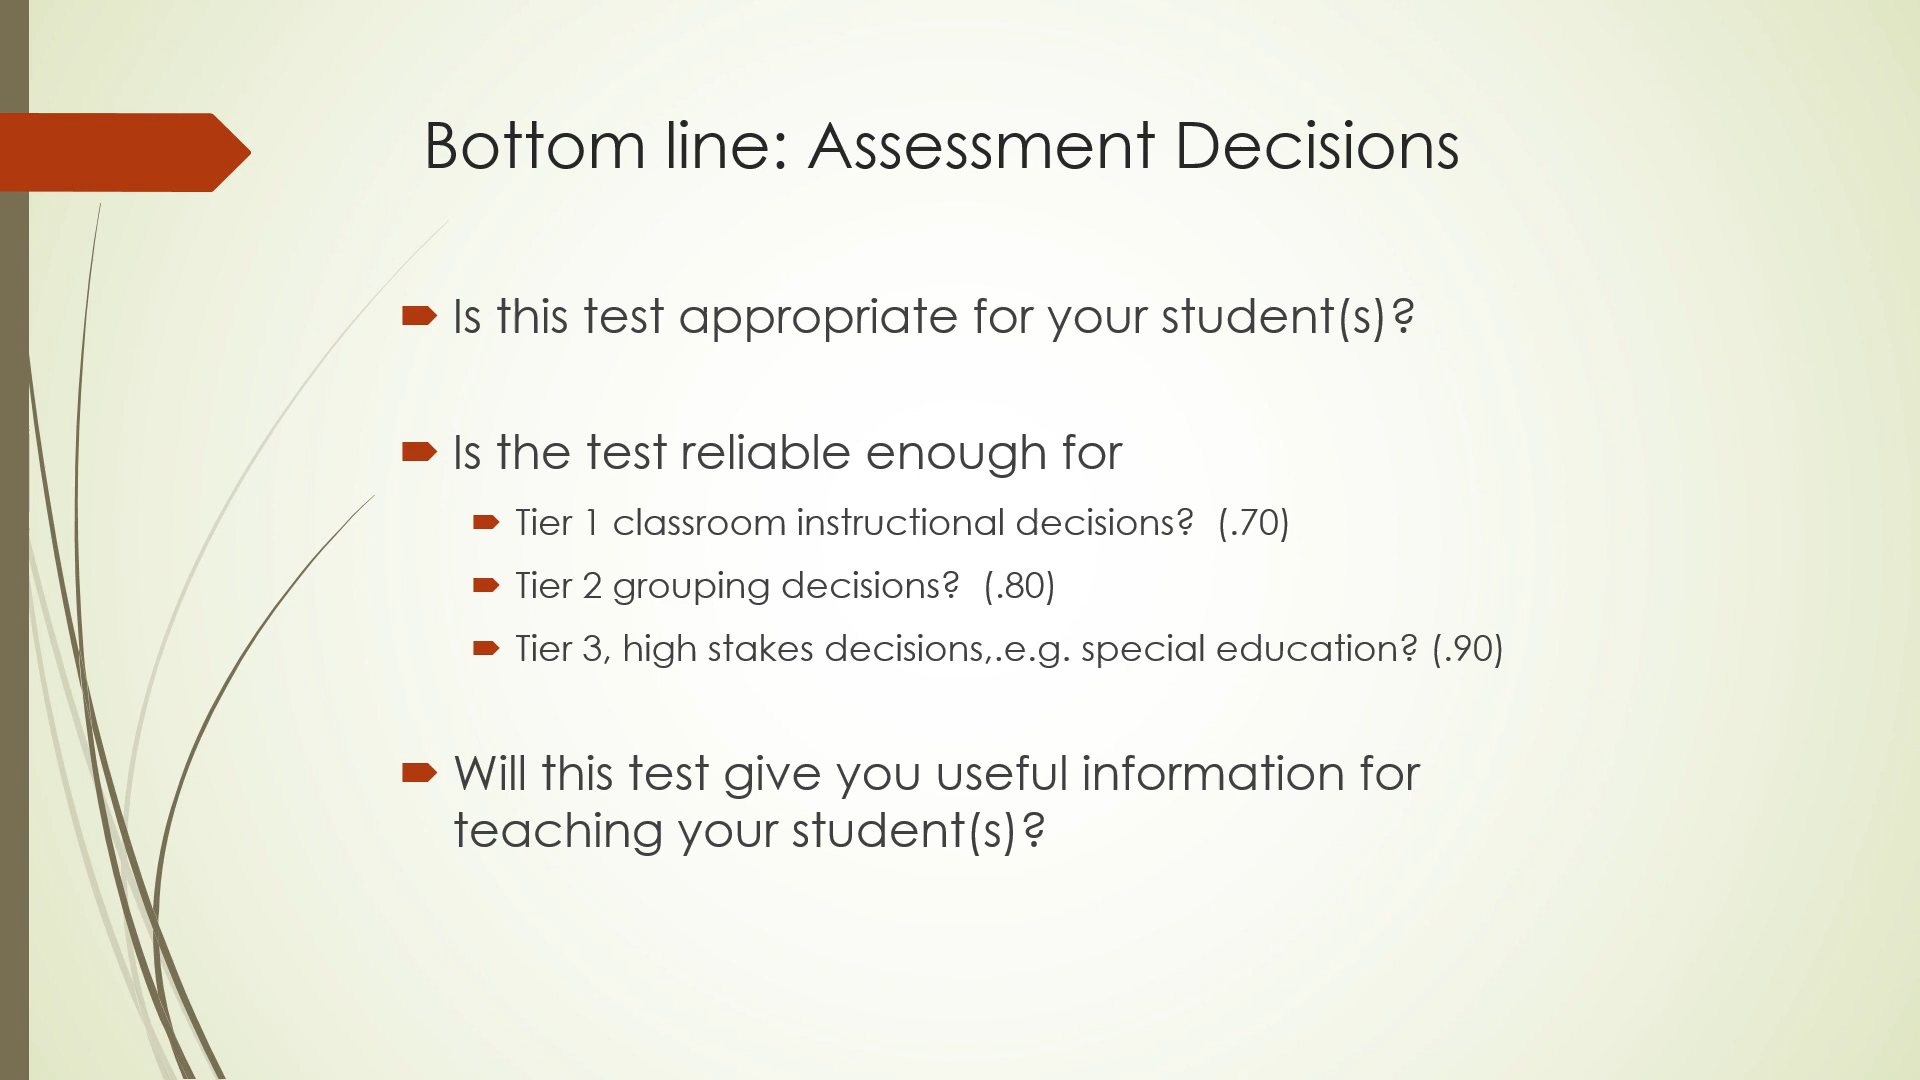 Bottom line: Assessment Decisions
Is this test appropriate for your student(s)?
Is the test reliable enough for
Tier 1 classroom instructional decisions?  (.70)
Tier 2 grouping decisions?  (.80)
Tier 3, high stakes decisions,.e.g. special education? (.90)
Will this test give you useful information for
teaching your student(s)?